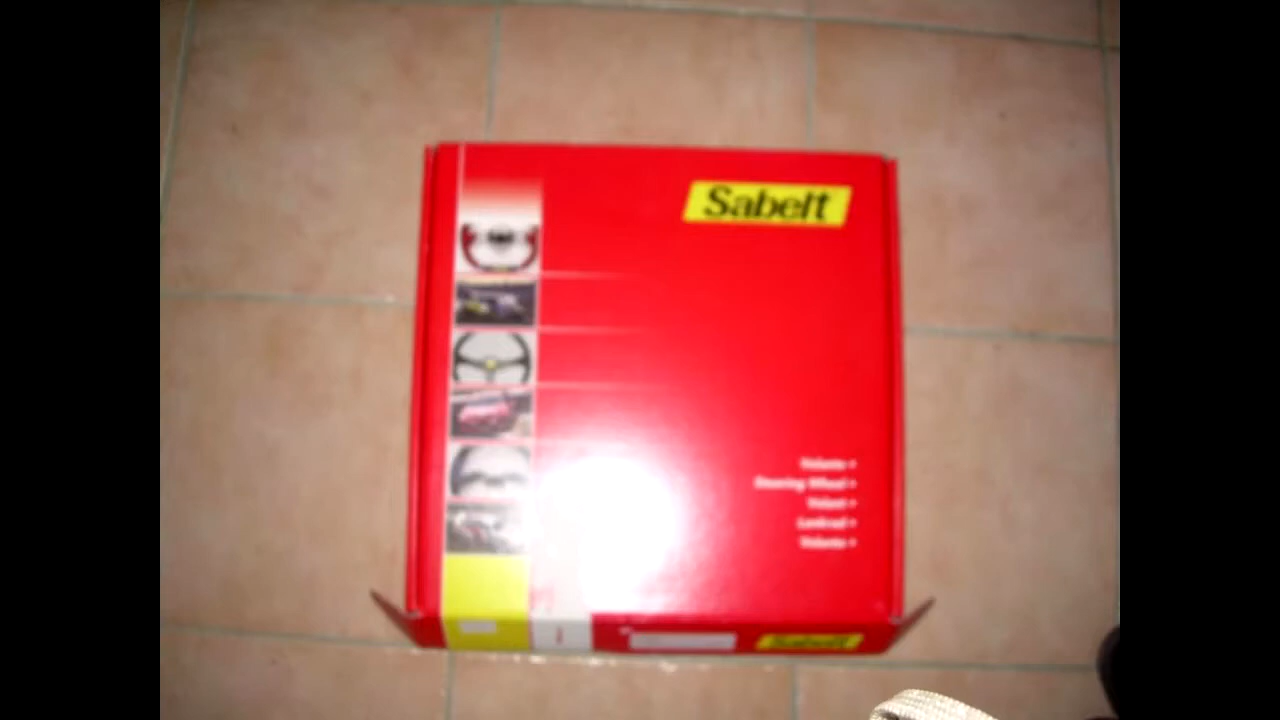 Sabelt
Volante •
Steering Wheel •
Volant •
Lenkrad •
Volante •
Sabelt